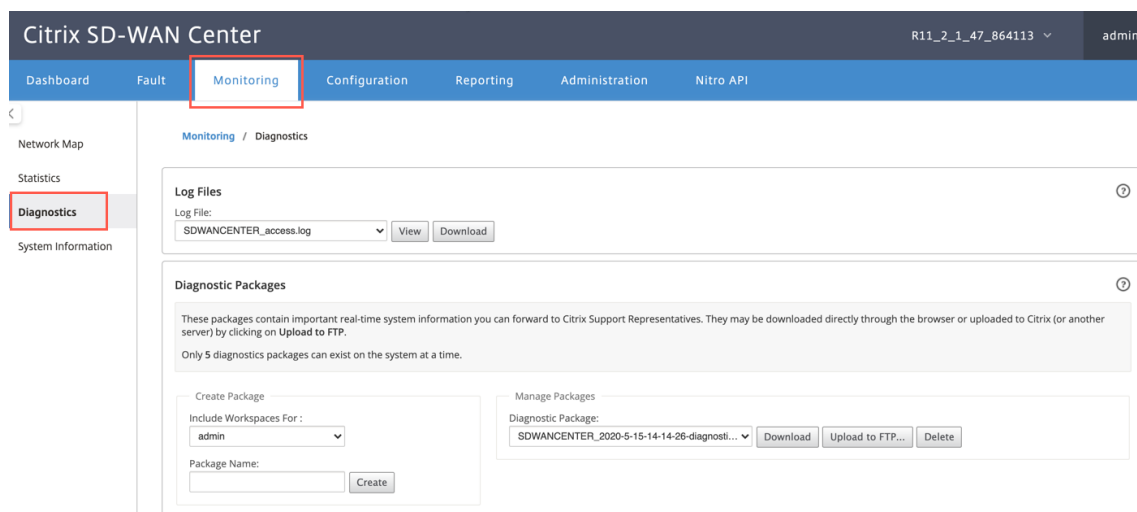 Citrix SD-WAN Center
R11_2_1_47_864113
admin
Dashboard
Fault
Monitoring
Configuration
Reporting
Administration
Nitro API
Network Map
Statistics
Diagnostics
System Information
Monitoring / Diagnostics
Log Files
Log File:
SDWANCENTER_access.log
View
Download
Diagnostic Packages
These packages contain important real-time system information you can forward to Citrix Support Representatives. They may be downloaded directly through the browser or uploaded to Citrix (or another
server) by clicking on Upload to FTP.
Only 5 diagnostics packages can exist on the system at a time.
Create Package
Include Workspaces For :
admin
Package Name:
Create
Manage Packages
Diagnostic Package:
SDWANCENTER_2020-5-15-14-14-26-diagnosti...
Download
Upload to FTP...
Delete